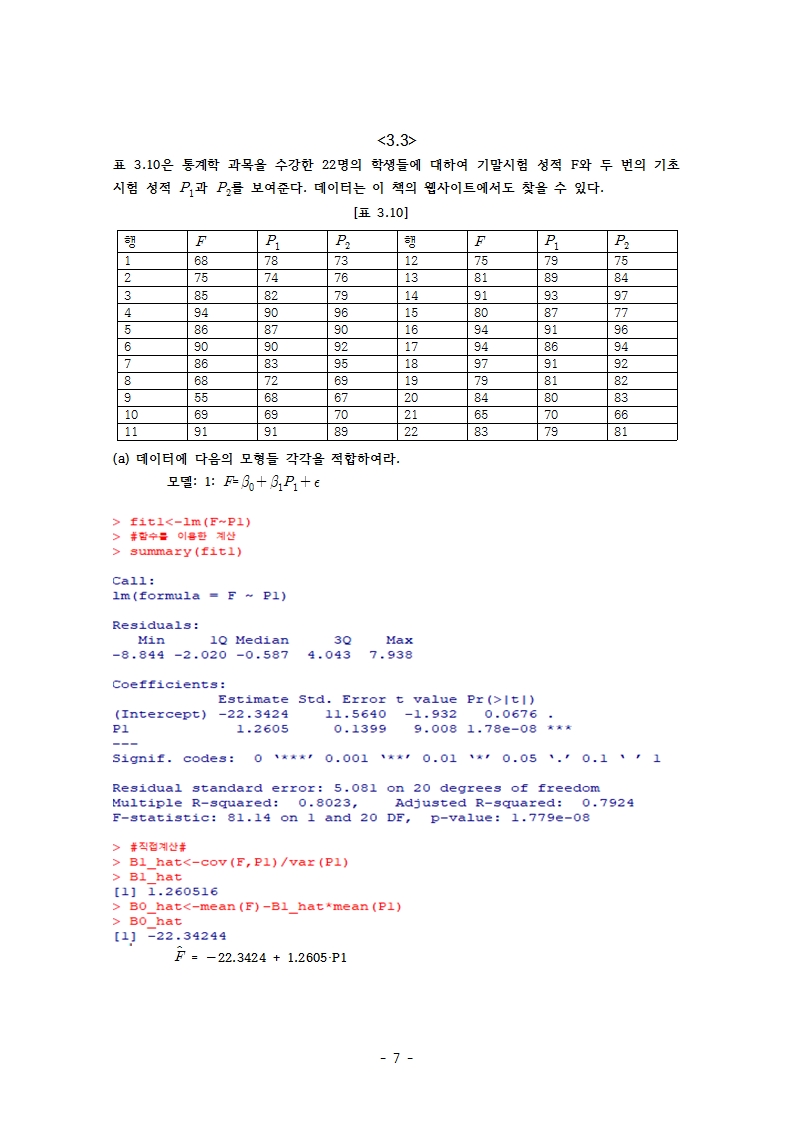 <3.3>
표 3.10은 통계학 과목을 수강한 22명의 학생들에 대하여 기말시험 성적 F와 두 번의 기초
시험 성적 P₁과 P₂를 보여준다. 데이터는 이 책의 웹사이트에서도 찾을 수 있다.
[표 3.10]
행 F P₁ P₂ 행 F P₁ P₂
1 68 78 73 12 75 79 75
2 75 74 76 13 81 89 84
3 85 82 79 14 91 93 97
4 94 90 96 15 80 87 77
5 86 87 90 16 94 91 96
6 90 90 92 17 94 86 94
7 86 83 95 18 97 91 92
8 68 72 69 19 79 81 82
9 55 68 67 20 84 80 83
10 69 69 70 21 65 70 66
11 91 91 89 22 83 79 81
(a) 데이터에 다음의 모형들 각각을 적합하여라.
모델: 1: F=β₀+β₁P₁+ϵ
> fit1<-lm(F~P1)
> #함수를 이용한 계산
> summary(fit1)
Call:
lm(formula = F ~ P1)
Residuals:
Min 1Q Median 3Q Max
-8.844 -2.020 -0.587 4.043 7.938
Coefficients:
Estimate Std. Error t value Pr(>|t|)
(Intercept) -22.3424 11.5640 -1.932 0.0676 .
P1 1.2605 0.1399 9.008 1.78e-08 ***
---
Signif. codes: 0 ‘***’ 0.001 ‘**’ 0.01 ‘*’ 0.05 ‘.’ 0.1 ‘ ’ 1
Residual standard error: 5.081 on 20 degrees of freedom
Multiple R-squared: 0.8023, Adjusted R-squared: 0.7924
F-statistic: 81.14 on 1 and 20 DF, p-value: 1.779e-08
> #직접계산#
> B1_hat<-cov(F,P1)/var(P1)
> B1_hat
[1] 1.260516
> B0_hat<-mean(F)-B1_hat*mean(P1)
> B0_hat
[1] -22.34244
F̂ = −22.3424 + 1.2605·P1
- 7 -